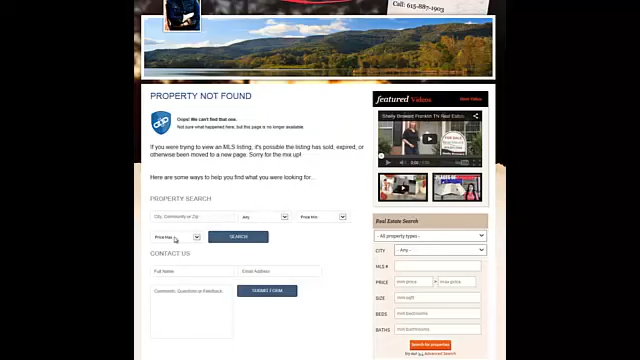 Call: 615-887-1903
PROPERTY NOT FOUND
Oops! We can't find that one.
Not sure what happened here, but this page is no longer available.
If you were trying to view an MLS listing, it's possible the listing has sold, expired, or
otherwise been moved to a new page. Sorry for the mix up!!
Here are some ways to help you find what you were looking for...
PROPERTY SEARCH
City, Community or Zip
Any
Price Min
Price Max
SEARCH
CONTACT US
Full Name
Email Address
Comments, Questions or Feedback
SUBMIT FORM
featured Videos
More Videos
Shelly Broward Franklin TN Real Estat...
FOR SALE
Real Estate Search
- All property types -
CITY
- Any -
MLS #
PRICE
min price
max price
SIZE
min sqft
BEDS
min bedrooms
BATHS
min bathrooms
Search for properties
Try our Advanced Search